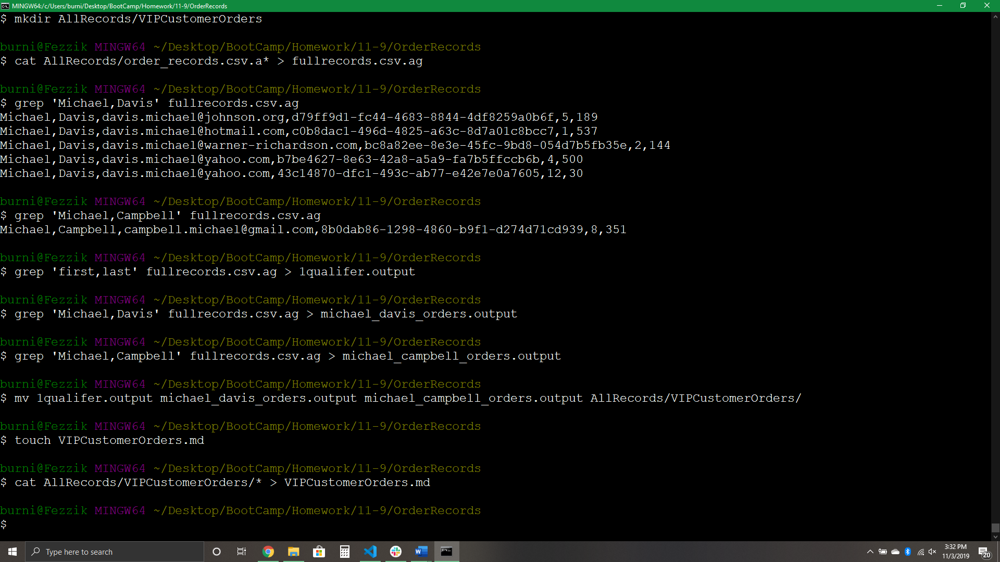 MINGW64:/c/Users/burni/Desktop/BootCamp/Homework/11-9/OrderRecords
$ mkdir AllRecords/VIPCustomerOrders
burni@Fezzik MINGW64 ~/Desktop/BootCamp/Homework/11-9/OrderRecords
$ cat AllRecords/order_records.csv.a* > fullrecords.csv.ag
burni@Fezzik MINGW64 ~/Desktop/BootCamp/Homework/11-9/OrderRecords
$ grep 'Michael,Davis' fullrecords.csv.ag
Michael,Davis,davis.michael@johnson.org,d79ff9d1-fc44-4683-8844-4df8259a0b6f,5,189
Michael,Davis,davis.michael@hotmail.com,c0b8dac1-496d-4825-a63c-8d7a01c8bcc7,1,537
Michael,Davis,davis.michael@warner-richardson.com,bc8a82ee-8e3e-45fc-9bd8-054d7b5fb35e,2,144
Michael,Davis,davis.michael@yahoo.com,b7be4627-8e63-42a8-a5a9-fa7b5ffccb6b,4,500
Michael,Davis,davis.michael@yahoo.com,43c14870-dfc1-493c-ab77-e42e7e0a7605,12,30
burni@Fezzik MINGW64 ~/Desktop/BootCamp/Homework/11-9/OrderRecords
$ grep 'Michael,Campbell' fullrecords.csv.ag
Michael,Campbell,campbell.michael@gmail.com,8b0dab86-1298-4860-b9f1-d274d71cd939,8,351
burni@Fezzik MINGW64 ~/Desktop/BootCamp/Homework/11-9/OrderRecords
$ grep 'first,last' fullrecords.csv.ag > 1qualifer.output
burni@Fezzik MINGW64 ~/Desktop/BootCamp/Homework/11-9/OrderRecords
$ grep 'Michael,Davis' fullrecords.csv.ag > michael_davis_orders.output
burni@Fezzik MINGW64 ~/Desktop/BootCamp/Homework/11-9/OrderRecords
$ grep 'Michael,Campbell' fullrecords.csv.ag > michael_campbell_orders.output
burni@Fezzik MINGW64 ~/Desktop/BootCamp/Homework/11-9/OrderRecords
$ mv 1qualifer.output michael_davis_orders.output michael_campbell_orders.output AllRecords/VIPCustomerOrders/
burni@Fezzik MINGW64 ~/Desktop/BootCamp/Homework/11-9/OrderRecords
$ touch VIPCustomerOrders.md
burni@Fezzik MINGW64 ~/Desktop/BootCamp/Homework/11-9/OrderRecords
$ cat AllRecords/VIPCustomerOrders/* > VIPCustomerOrders.md
burni@Fezzik MINGW64 ~/Desktop/BootCamp/Homework/11-9/OrderRecords
$
Type here to search
3:32 PM
11/3/2019
20